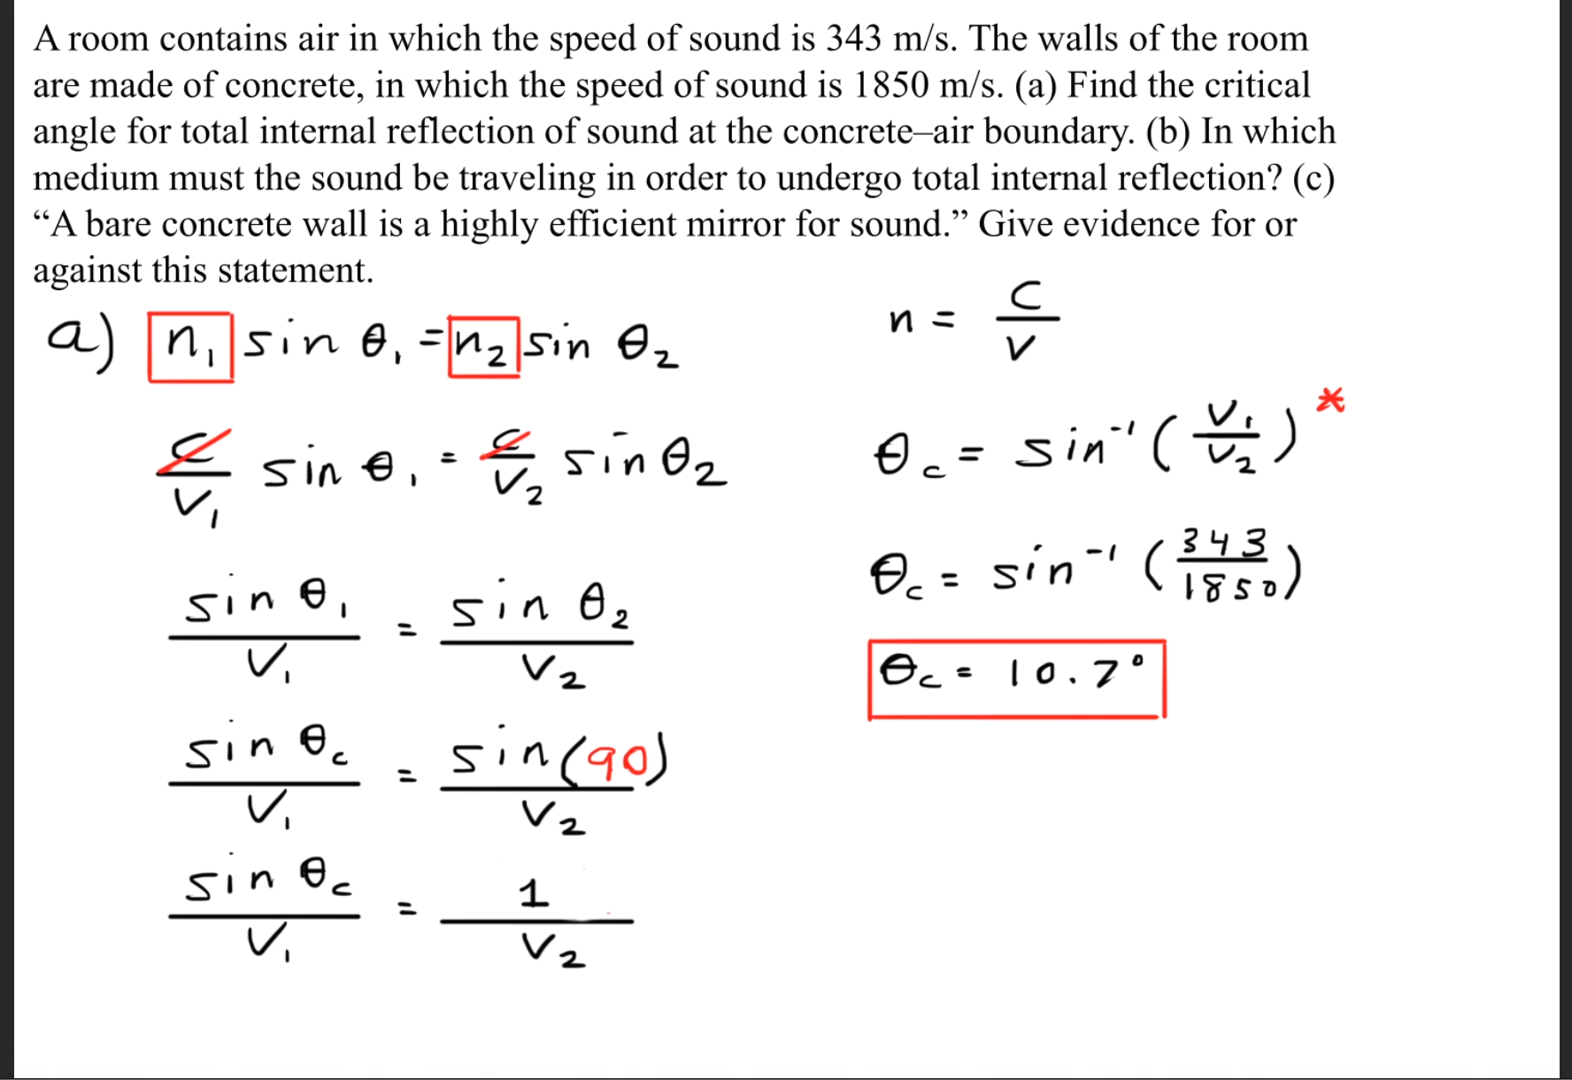 A room contains air in which the speed of sound is 343 m/s. The walls of the room
are made of concrete, in which the speed of sound is 1850 m/s. (a) Find the critical
angle for total internal reflection of sound at the concrete–air boundary. (b) In which
medium must the sound be traveling in order to undergo total internal reflection? (c)
“A bare concrete wall is a highly efficient mirror for sound.” Give evidence for or
against this statement.
a) n₁ sin θ₁ = n₂ sin θ₂
c/v₁ sin θ₁ = c/v₂ sin θ₂
sin θ₁/v₁ = sin θ₂/v₂
sin θc/v₁ = sin(90)/v₂
sin θc/v₁ = 1/v₂
n = c/v
θc = sin⁻¹(v₁/v₂) *
θc = sin⁻¹(343/1850)
θc = 10.7°